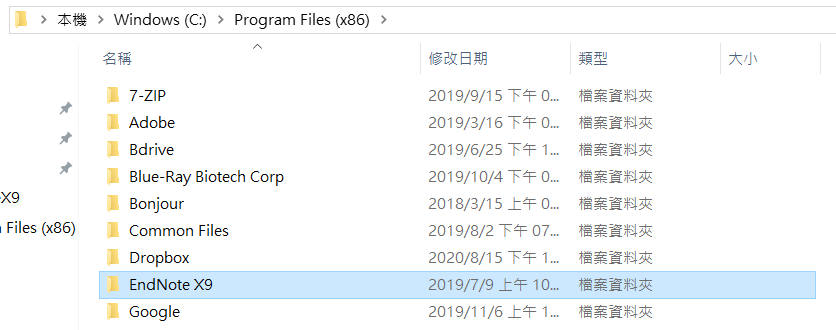 本機 > Windows (C:) > Program Files (x86) >
名稱 修改日期 類型 大小
7-ZIP 2019/9/15 下午 0... 檔案資料夾
Adobe 2019/3/16 下午 0... 檔案資料夾
Bdrive 2019/6/25 下午 1... 檔案資料夾
Blue-Ray Biotech Corp 2019/10/4 下午 0... 檔案資料夾
X9
Bonjour 2018/3/15 上午 0... 檔案資料夾
Files (x86)
Common Files 2019/8/2 下午 07... 檔案資料夾
Dropbox 2020/8/15 下午 1... 檔案資料夾
EndNote X9 2019/7/9 上午 10... 檔案資料夾
Google 2019/11/6 上午 1... 檔案資料夾